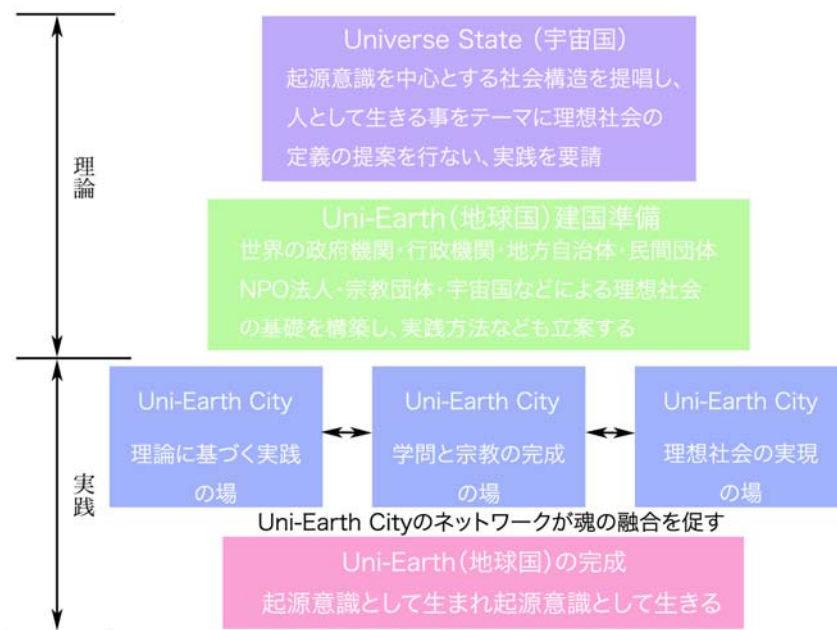 Universe State (宇宙国)
起源意識を中心とする社会構造を提唱し、
人として生きる事をテーマに理想社会の
定義の提案を行ない、実践を要請
理論
Uni-Earth(地球国)建国準備
世界の政府機関・行政機関・地方自治体・民間団体
NPO法人・宗教団体・宇宙国などによる理想社会
の基礎を構築し、実践方法なども立案する
実践
Uni-Earth City
理論に基づく実践
の場
Uni-Earth City
学問と宗教の完成
の場
Uni-Earth City
理想社会の実現
の場
Uni-Earth Cityのネットワークが魂の融合を促す
Uni-Earth(地球国)の完成
起源意識として生まれ起源意識として生きる